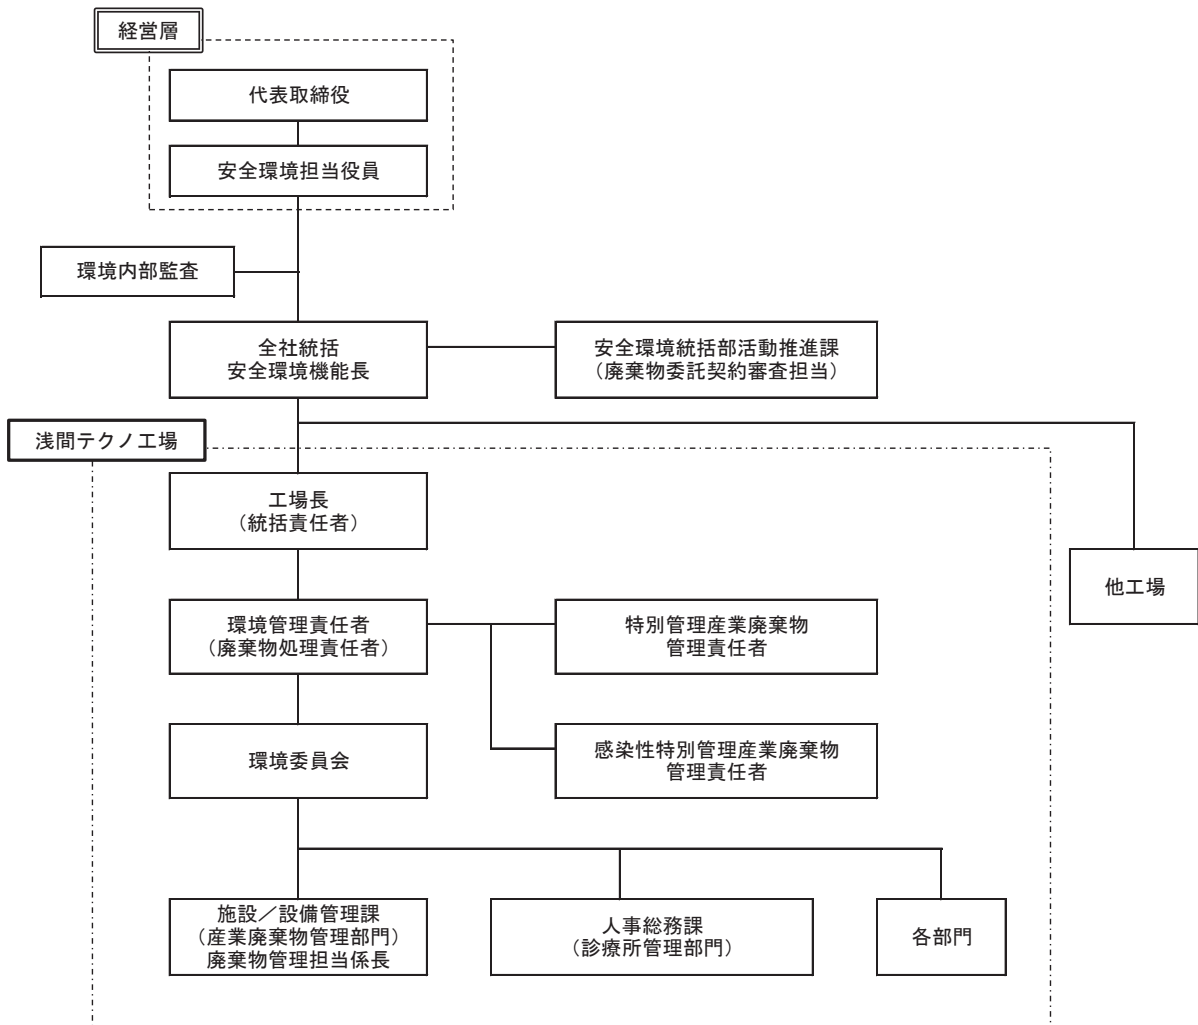 経営層
代表取締役
安全環境担当役員
環境内部監査
全社統括
安全環境機能長
安全環境統括部活動推進課
（廃棄物委託契約審査担当）
浅間テクノ工場
工場長
（統括責任者）
他工場
環境管理責任者
（廃棄物処理責任者）
特別管理産業廃棄物
管理責任者
環境委員会
感染性特別管理産業廃棄物
管理責任者
施設／設備管理課
（産業廃棄物管理部門）
廃棄物管理担当係長
人事総務課
（診療所管理部門）
各部門